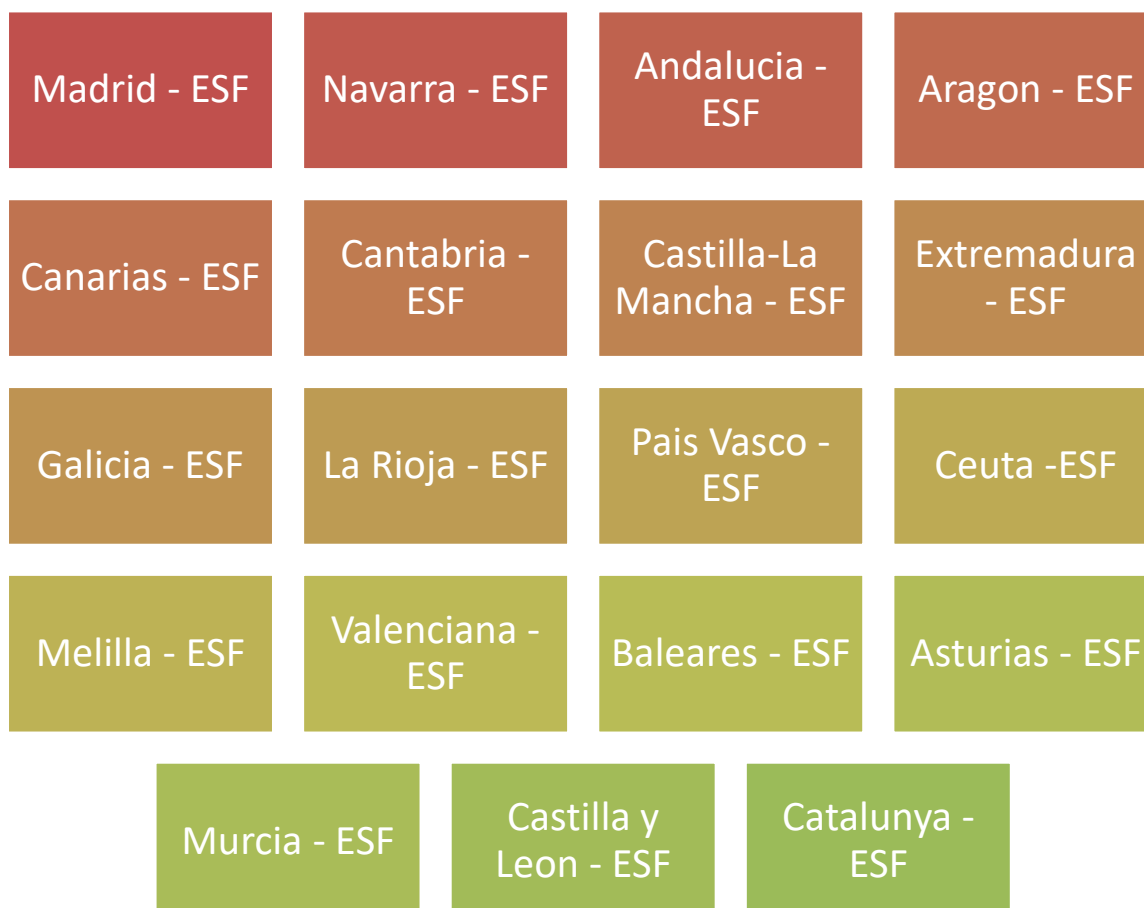 Madrid - ESF
Navarra - ESF
Andalucia -
ESF
Aragon - ESF
Canarias - ESF
Cantabria -
ESF
Castilla-La
Mancha - ESF
Extremadura
- ESF
Galicia - ESF
La Rioja - ESF
Pais Vasco -
ESF
Ceuta -ESF
Melilla - ESF
Valenciana -
ESF
Baleares - ESF
Asturias - ESF
Murcia - ESF
Castilla y
Leon - ESF
Catalunya -
ESF